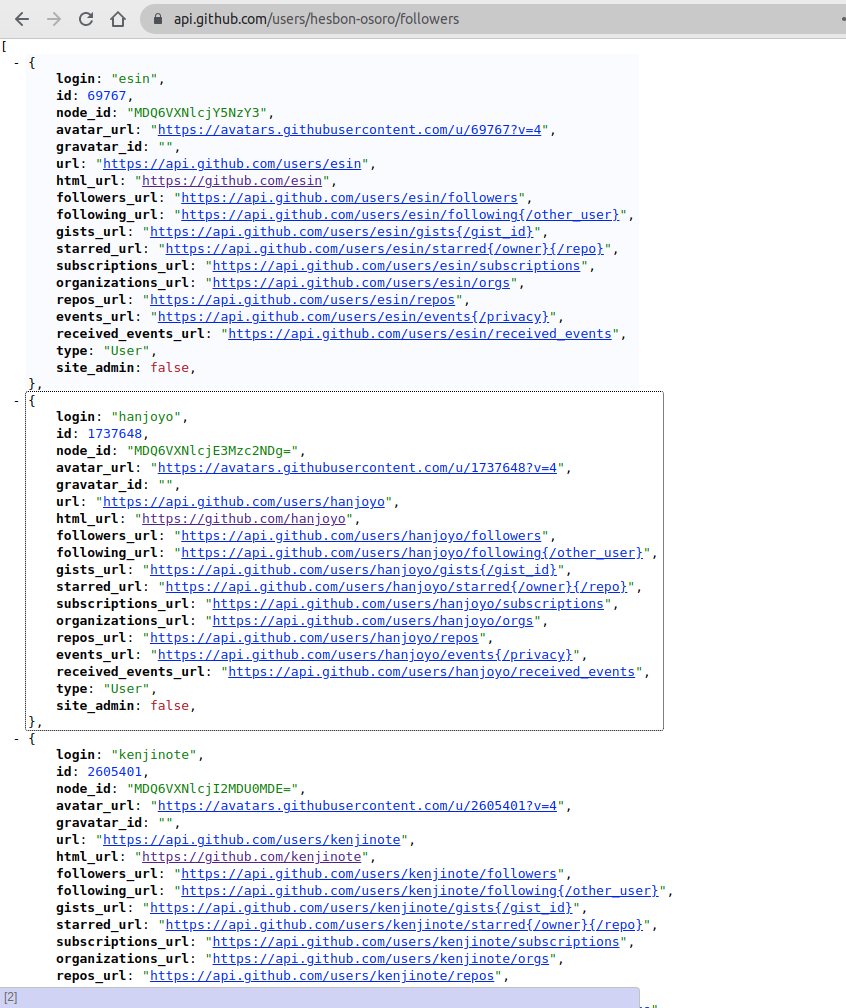 api.github.com/users/hesbon-osoro/followers
[
- {
login: "esin",
id: 69767,
node_id: "MDQ6VXNlcjY5NzY3",
avatar_url: "https://avatars.githubusercontent.com/u/69767?v=4",
gravatar_id: "",
url: "https://api.github.com/users/esin",
html_url: "https://github.com/esin",
followers_url: "https://api.github.com/users/esin/followers",
following_url: "https://api.github.com/users/esin/following{/other_user}",
gists_url: "https://api.github.com/users/esin/gists{/gist_id}",
starred_url: "https://api.github.com/users/esin/starred{/owner}{/repo}",
subscriptions_url: "https://api.github.com/users/esin/subscriptions",
organizations_url: "https://api.github.com/users/esin/orgs",
repos_url: "https://api.github.com/users/esin/repos",
events_url: "https://api.github.com/users/esin/events{/privacy}",
received_events_url: "https://api.github.com/users/esin/received_events",
type: "User",
site_admin: false,
},
- {
login: "hanjoyo",
id: 1737648,
node_id: "MDQ6VXNlcjE3Mzc2NDg=",
avatar_url: "https://avatars.githubusercontent.com/u/1737648?v=4",
gravatar_id: "",
url: "https://api.github.com/users/hanjoyo",
html_url: "https://github.com/hanjoyo",
followers_url: "https://api.github.com/users/hanjoyo/followers",
following_url: "https://api.github.com/users/hanjoyo/following{/other_user}",
gists_url: "https://api.github.com/users/hanjoyo/gists{/gist_id}",
starred_url: "https://api.github.com/users/hanjoyo/starred{/owner}{/repo}",
subscriptions_url: "https://api.github.com/users/hanjoyo/subscriptions",
organizations_url: "https://api.github.com/users/hanjoyo/orgs",
repos_url: "https://api.github.com/users/hanjoyo/repos",
events_url: "https://api.github.com/users/hanjoyo/events{/privacy}",
received_events_url: "https://api.github.com/users/hanjoyo/received_events",
type: "User",
site_admin: false,
},
- {
login: "kenjinote",
id: 2605401,
node_id: "MDQ6VXNlcjI2MDU0MDE=",
avatar_url: "https://avatars.githubusercontent.com/u/2605401?v=4",
gravatar_id: "",
url: "https://api.github.com/users/kenjinote",
html_url: "https://github.com/kenjinote",
followers_url: "https://api.github.com/users/kenjinote/followers",
following_url: "https://api.github.com/users/kenjinote/following{/other_user}",
gists_url: "https://api.github.com/users/kenjinote/gists{/gist_id}",
starred_url: "https://api.github.com/users/kenjinote/starred{/owner}{/repo}",
subscriptions_url: "https://api.github.com/users/kenjinote/subscriptions",
organizations_url: "https://api.github.com/users/kenjinote/orgs",
repos_url: "https://api.github.com/users/kenjinote/repos",
[2]